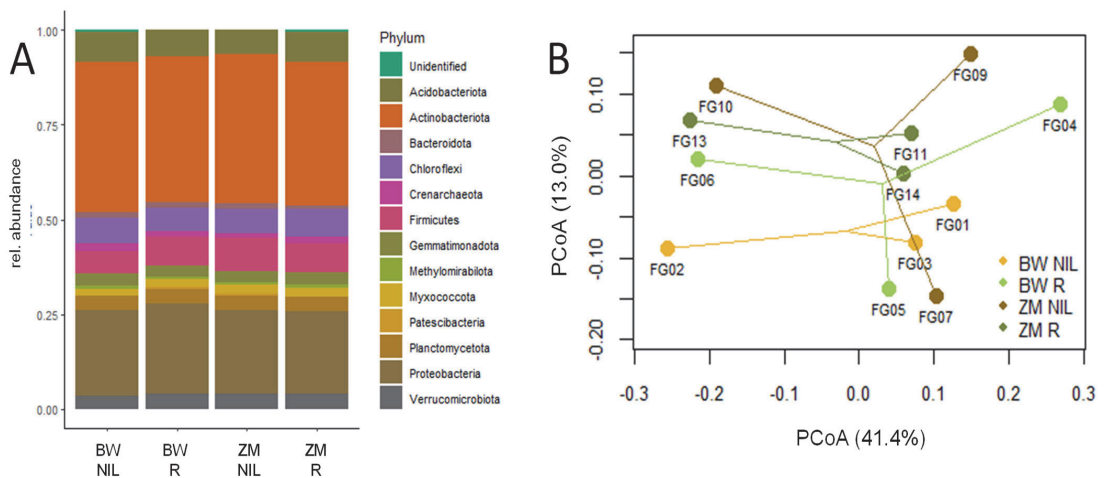 A
1.00
0.75
0.50
0.25
0.00
rel. abundance
BW
NIL
BW
R
ZM
NIL
ZM
R
Phylum
Unidentified
Acidobacteriota
Actinobacteriota
Bacteroidota
Chloroflexi
Crenarchaeota
Firmicutes
Gemmatimonadota
Methylomirabilota
Myxococcota
Patescibacteria
Planctomycetota
Proteobacteria
Verrucomicrobiota
B
PCoA (13.0%)
0.10
0.00
-0.10
-0.20
FG09
FG10
FG04
FG13
FG11
FG06
FG14
FG01
FG02
FG03
FG05
FG07
BW NIL
BW R
ZM NIL
ZM R
-0.3
-0.2
-0.1
0.0
0.1
0.2
0.3
PCoA (41.4%)